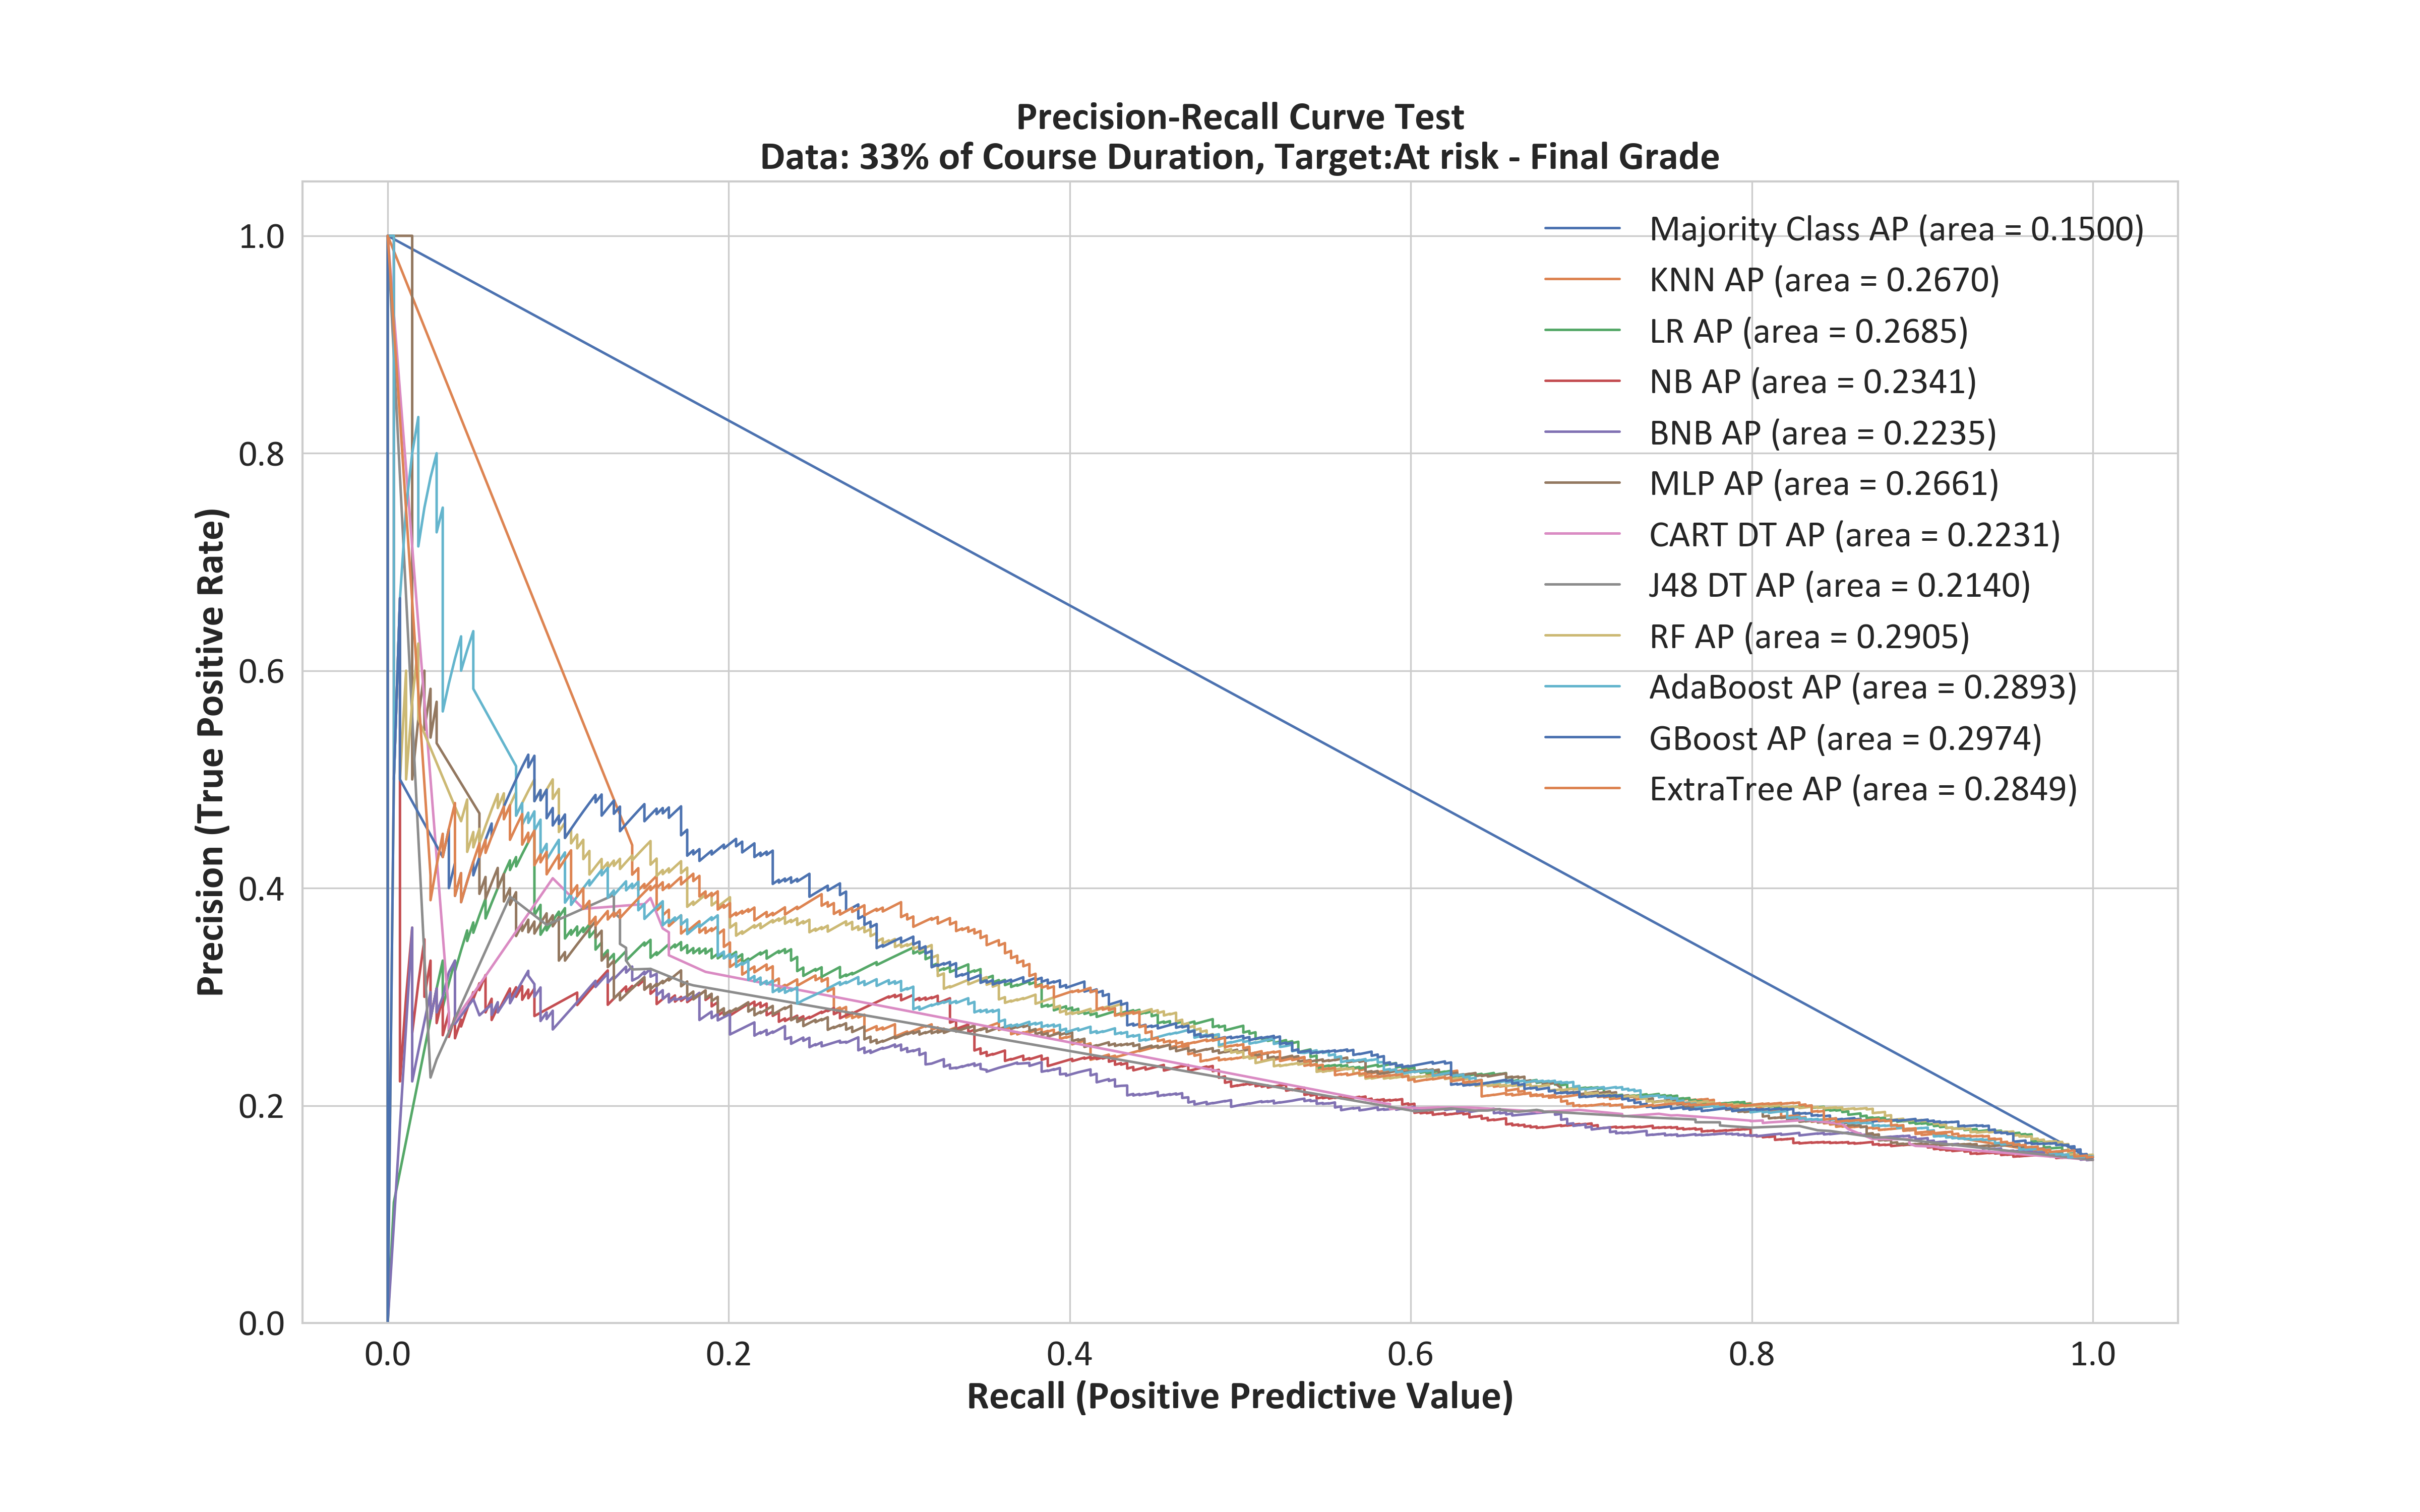 Precision-Recall Curve Test
Data: 33% of Course Duration, Target:At risk - Final Grade
Majority Class AP (area = 0.1500)
KNN AP (area = 0.2670)
LR AP (area = 0.2685)
NB AP (area = 0.2341)
BNB AP (area = 0.2235)
MLP AP (area = 0.2661)
CART DT AP (area = 0.2231)
J48 DT AP (area = 0.2140)
RF AP (area = 0.2905)
AdaBoost AP (area = 0.2893)
GBoost AP (area = 0.2974)
ExtraTree AP (area = 0.2849)
Precision (True Positive Rate)
1.0
0.8
0.6
0.4
0.2
0.0
0.0 0.2 0.4 0.6 0.8 1.0
Recall (Positive Predictive Value)